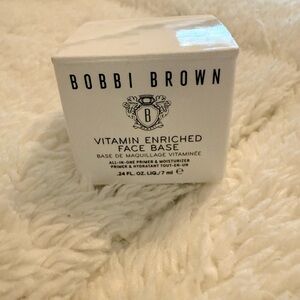 BOBBI BROWN
B
VITAMIN ENRICHED
FACE BASE
BASE DE MAQUILLAGE VITAMINÉE
ALL-IN-ONE PRIMER & MOISTURIZER
PRIMER & HYDRATANT TOUT-EN-UN
.24 FL. OZ. LIQ./7 ml ℮